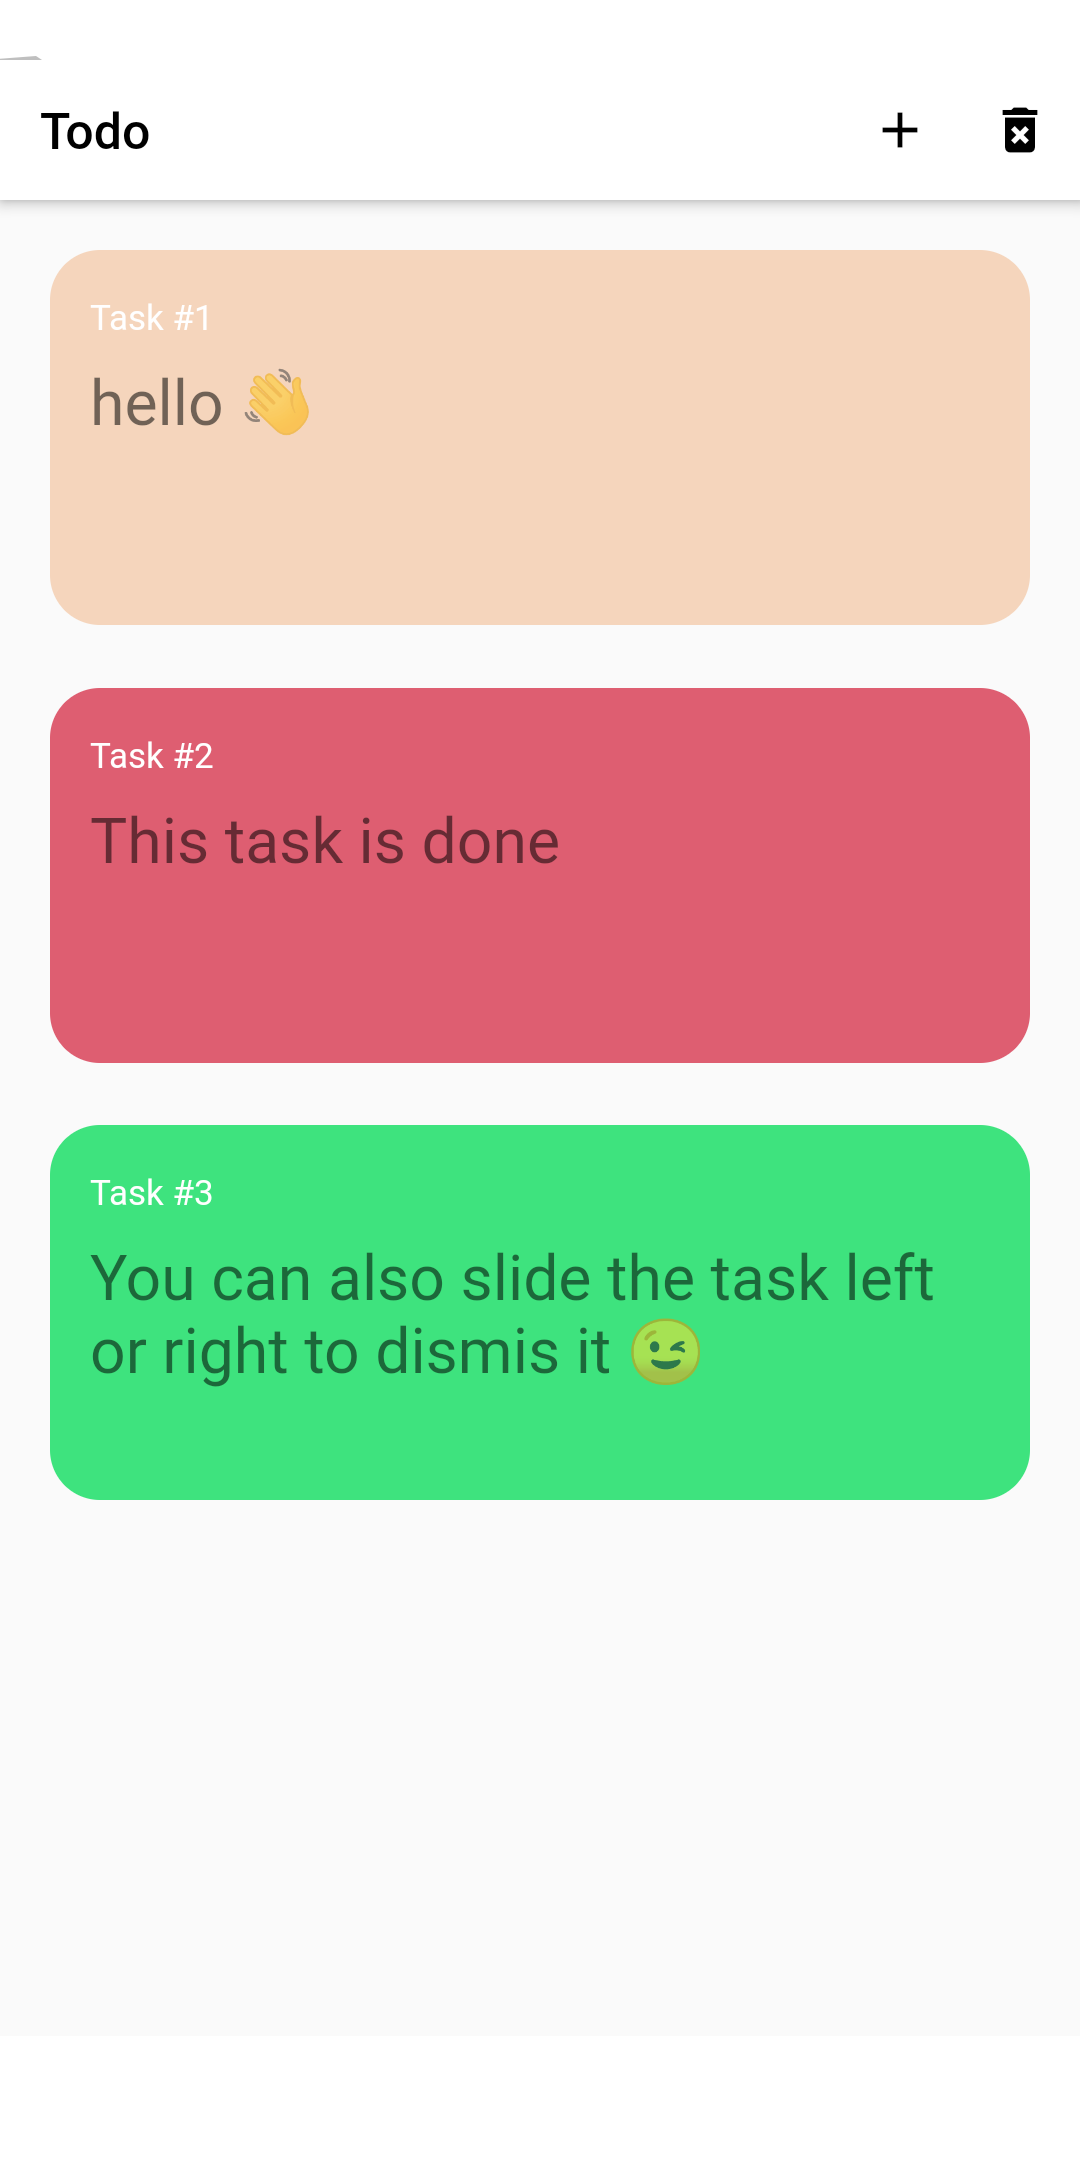 Todo
Task #1
hello 👋
Task #2
This task is done
Task #3
You can also slide the task left
or right to dismis it 😉